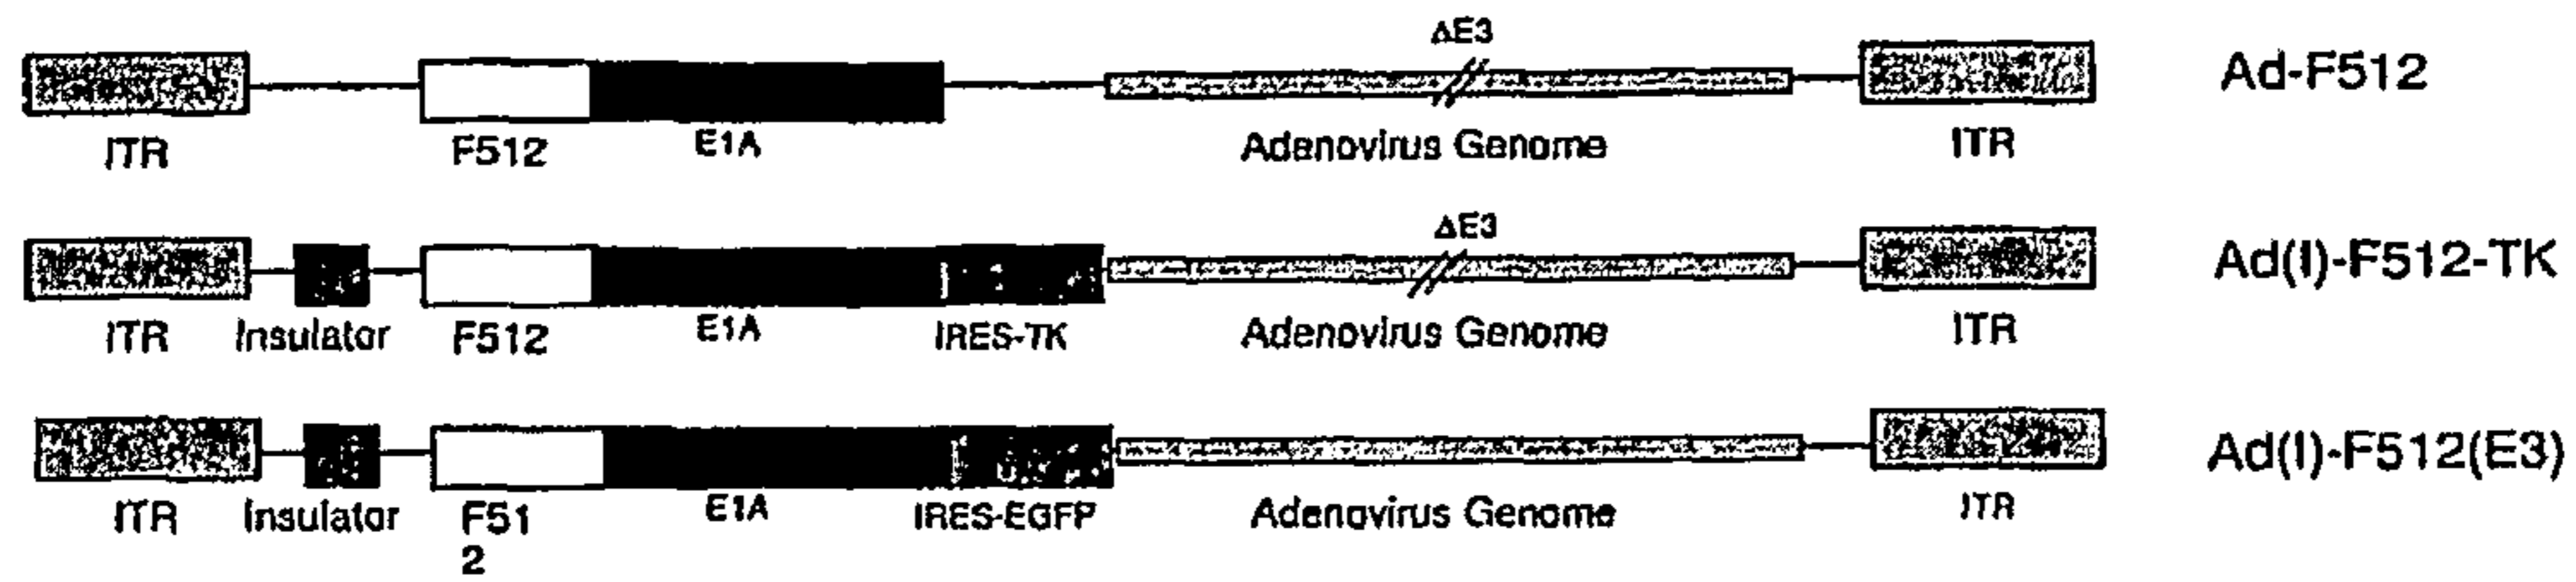 ΔE3
Ad-F512
ITR F512 E1A Adenovirus Genome ITR
ΔE3
Ad(I)-F512-TK
ITR Insulator F512 E1A IRES-TK Adenovirus Genome ITR
Ad(I)-F512(E3)
ITR Insulator F51 E1A IRES-EGFP Adenovirus Genome ITR
2